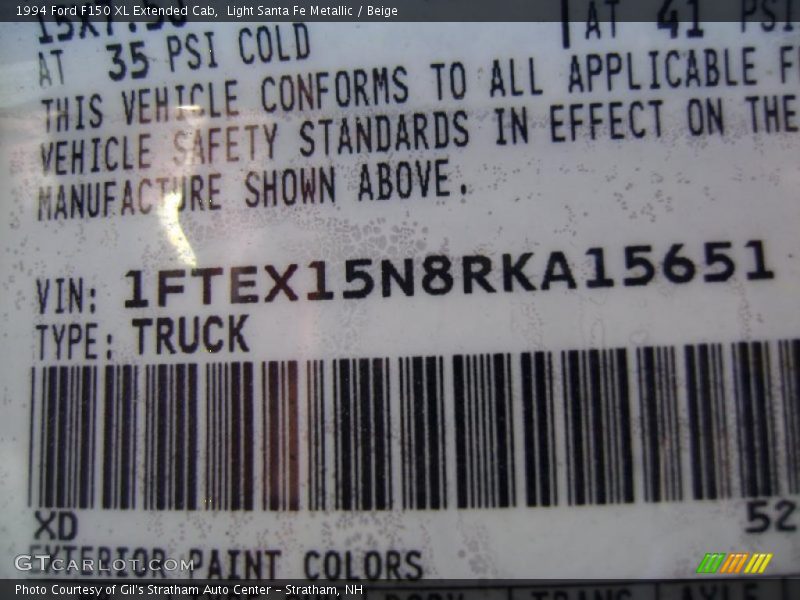 1994 Ford F150 XL Extended Cab, Light Santa Fe Metallic / Beige
15X7.50 AT 41 PSI
AT 35 PSI COLD
THIS VEHICLE CONFORMS TO ALL APPLICABLE F
VEHICLE SAFETY STANDARDS IN EFFECT ON THE
MANUFACTURE SHOWN ABOVE.
VIN: 1FTEX15N8RKA15651
TYPE: TRUCK
XD 52
EXTERIOR PAINT COLORS
GTCARLOT.COM
Photo Courtesy of Gil's Stratham Auto Center - Stratham, NH